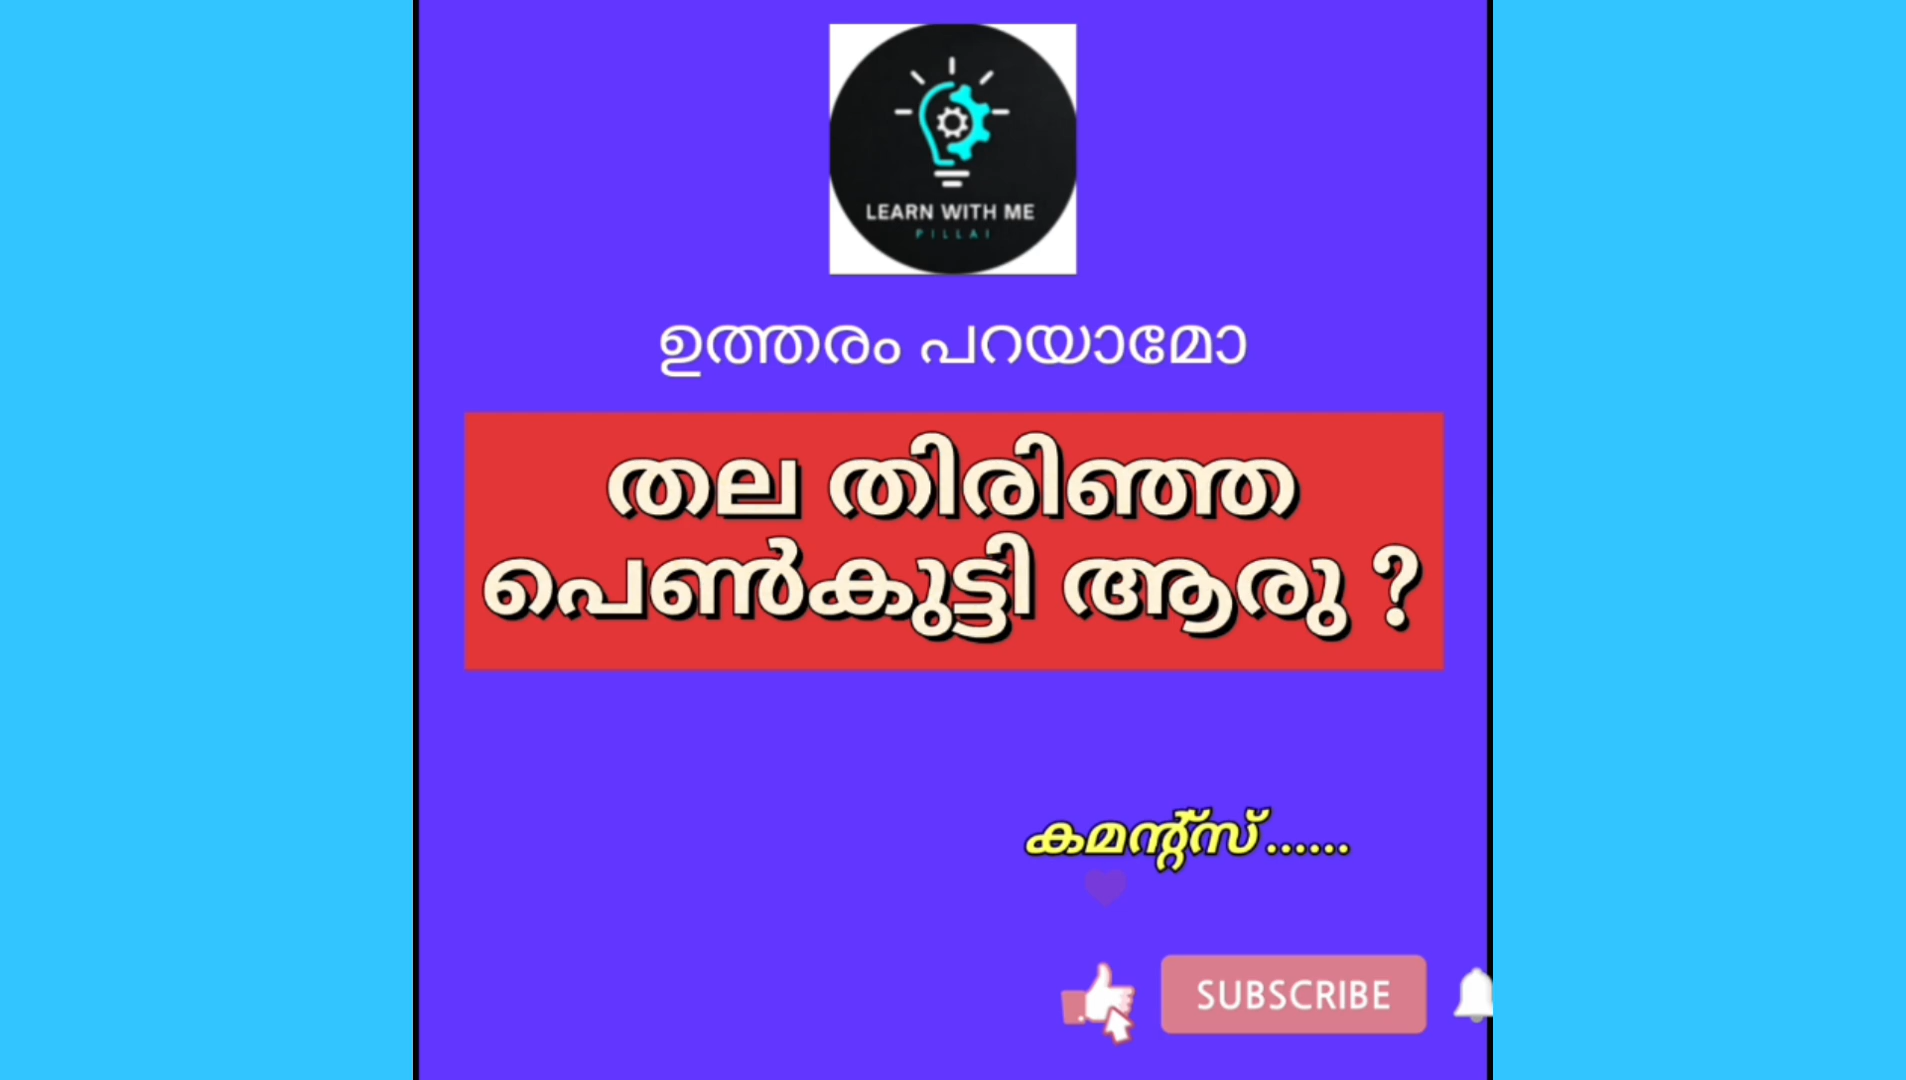 LEARN WITH ME
PILLAI
ഉത്തരം പറയാമോ
തല തിരിഞ്ഞ
പെൺകുട്ടി ആരു ?
കമന്റ്സ് ......
SUBSCRIBE